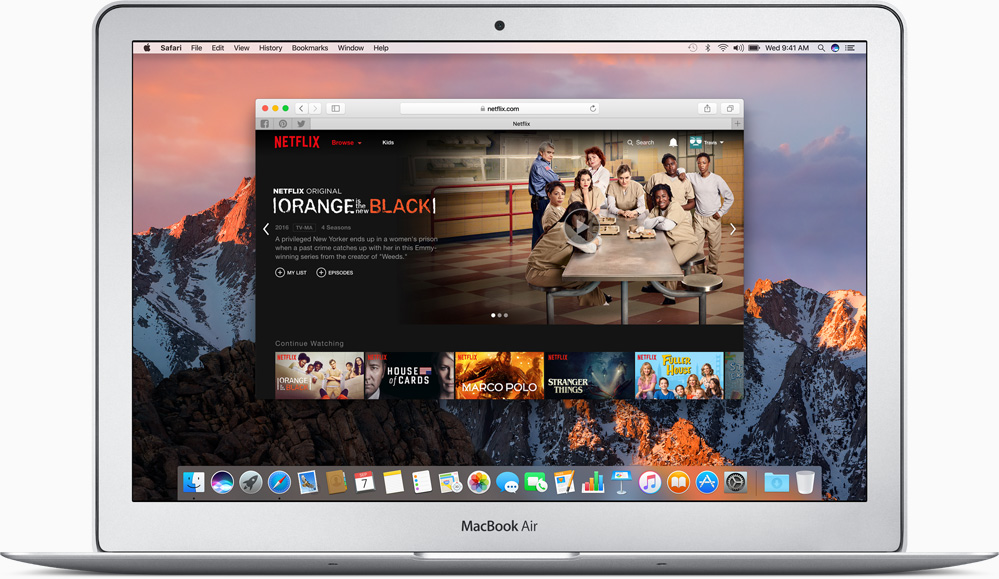 Safari File Edit View History Bookmarks Window Help
Wed 9:41 AM
netflix.com
Netflix
NETFLIX Browse Kids Search Travis
NETFLIX ORIGINAL
ORANGE is the new BLACK
2016 TV-MA 4 Seasons
A privileged New Yorker ends up in a women's prison
when a past crime catches up with her in this Emmy-
winning series from the creator of "Weeds."
MY LIST EPISODES
Continue Watching
NETFLIX
ORANGE is the new BLACK
HOUSE of CARDS
NETFLIX
MARCO POLO
NETFLIX
STRANGER THINGS
NETFLIX
FULLER HOUSE
7
MacBook Air